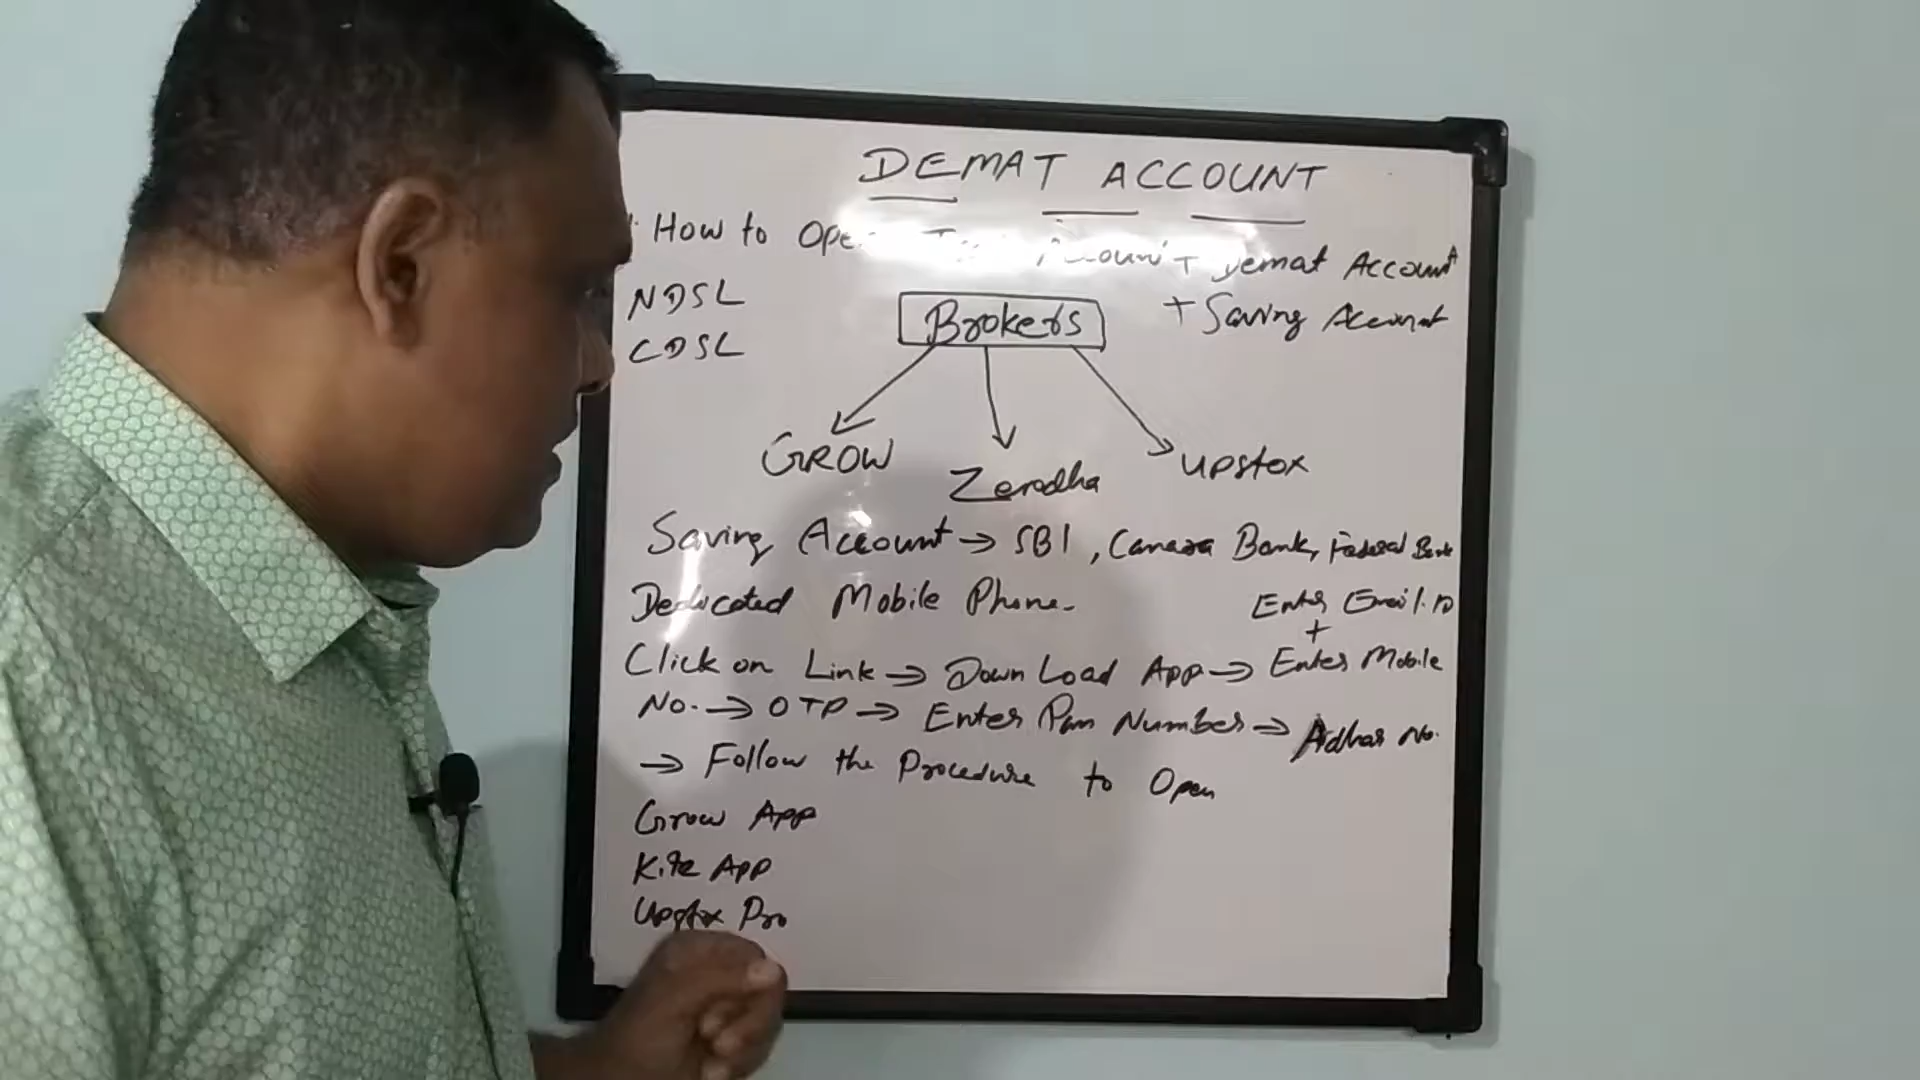 DEMAT ACCOUNT
How to Ope Account + Demat Account
+ Saving Account
NDSL
CDSL
Brokers
GROW
Zerodha
UPstox
Saving Account → SBI, Canara Bank, Federal Bank
Dedicated Mobile Phone.
Enter Email.ID
+
Click on Link → Down Load App → Enter Mobile
No. → OTP → Enter Pan Number → Adhar No.
→ Follow the Procedure to Open
Grow App
Kite App
Upstox Pro